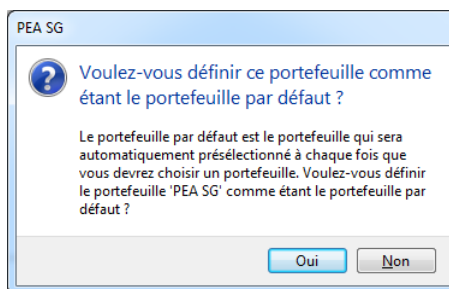 PEA SG
Voulez-vous définir ce portefeuille comme
étant le portefeuille par défaut ?
Le portefeuille par défaut est le portefeuille qui sera
automatiquement présélectionné à chaque fois que
vous devrez choisir un portefeuille. Voulez-vous définir
le portefeuille 'PEA SG' comme étant le portefeuille par
défaut ?
Oui
Non